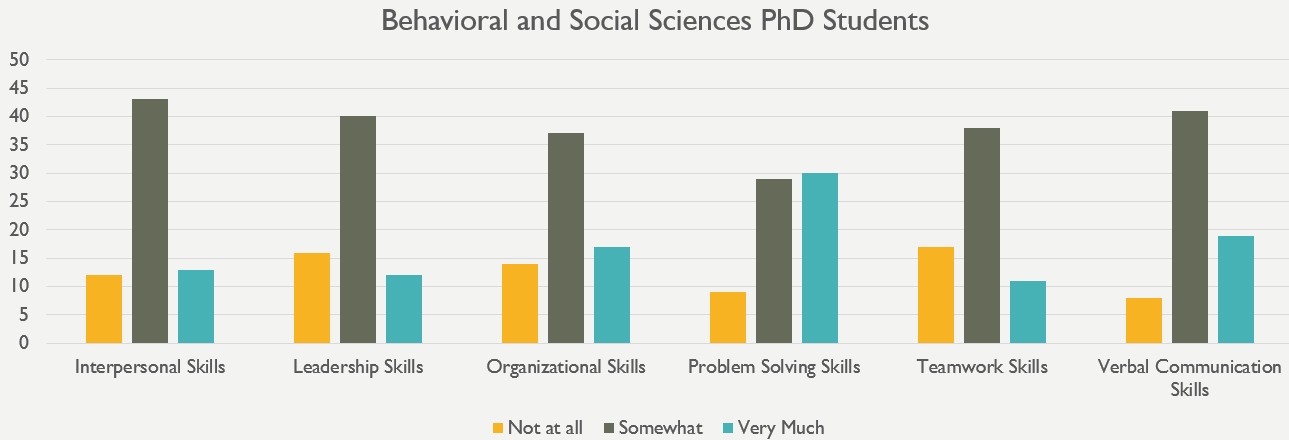 Behavioral and Social Sciences PhD Students
50
45
40
35
30
25
20
15
10
5
0
Interpersonal Skills
Leadership Skills
Organizational Skills
Problem Solving Skills
Teamwork Skills
Verbal Communication
Skills
Not at all
Somewhat
Very Much